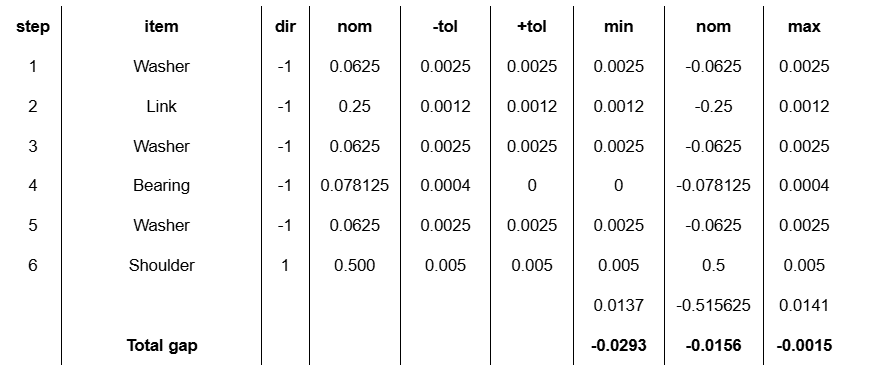 step item dir nom -tol +tol min nom max
1 Washer -1 0.0625 0.0025 0.0025 0.0025 -0.0625 0.0025
2 Link -1 0.25 0.0012 0.0012 0.0012 -0.25 0.0012
3 Washer -1 0.0625 0.0025 0.0025 0.0025 -0.0625 0.0025
4 Bearing -1 0.078125 0.0004 0 0 -0.078125 0.0004
5 Washer -1 0.0625 0.0025 0.0025 0.0025 -0.0625 0.0025
6 Shoulder 1 0.500 0.005 0.005 0.005 0.5 0.005
0.0137 -0.515625 0.0141
Total gap -0.0293 -0.0156 -0.0015